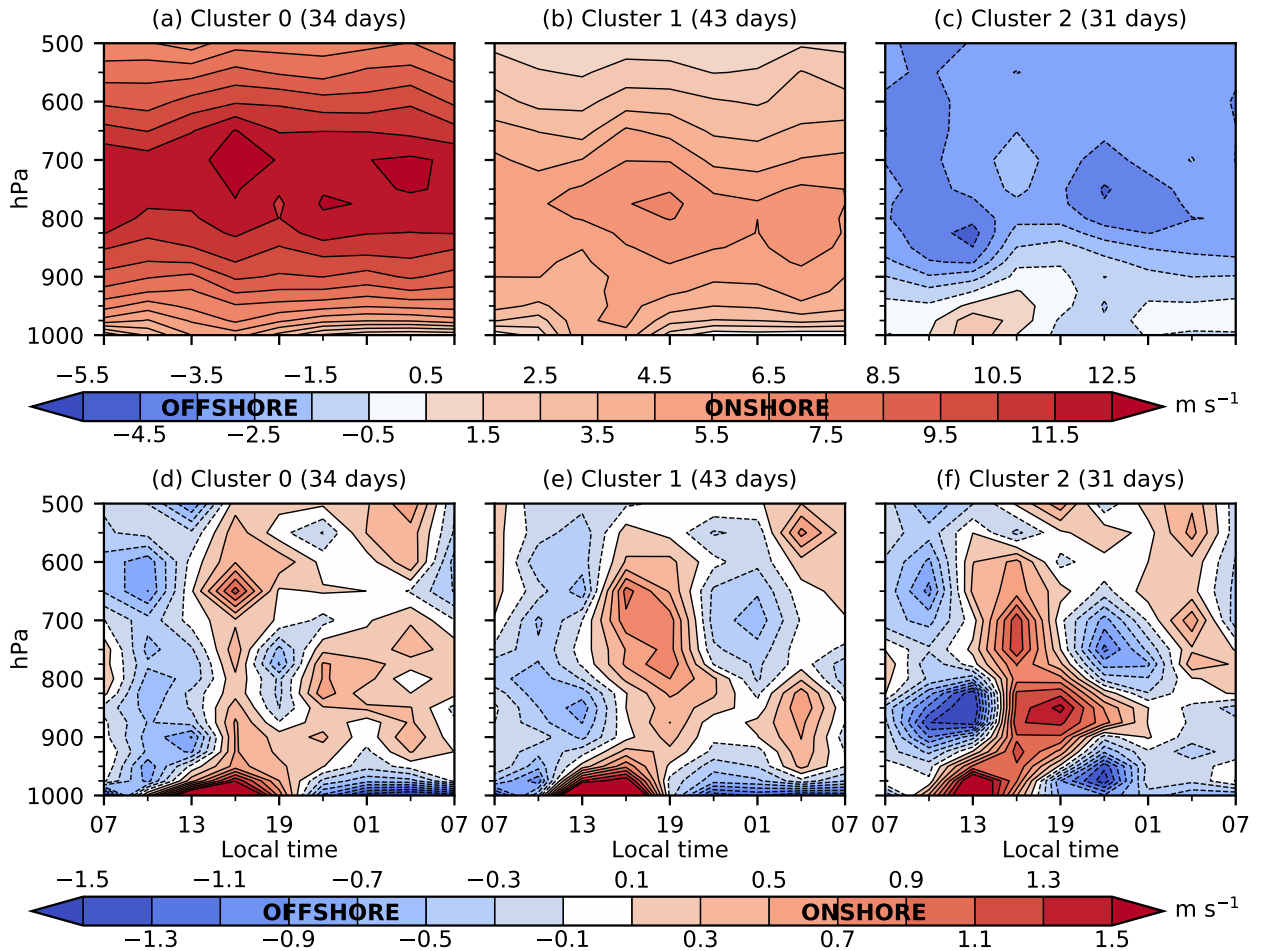 (a) Cluster 0 (34 days) (b) Cluster 1 (43 days) (c) Cluster 2 (31 days)
500
600
700
800
900
1000
hPa
−5.5 −3.5 −1.5 0.5 2.5 4.5 6.5 8.5 10.5 12.5
OFFSHORE ONSHORE m s−1
−4.5 −2.5 −0.5 1.5 3.5 5.5 7.5 9.5 11.5
(d) Cluster 0 (34 days) (e) Cluster 1 (43 days) (f) Cluster 2 (31 days)
500
600
700
800
900
1000
hPa
07 13 19 01 07 07 13 19 01 07 07 13 19 01 07
Local time Local time Local time
−1.5 −1.1 −0.7 −0.3 0.1 0.5 0.9 1.3
OFFSHORE ONSHORE m s−1
−1.3 −0.9 −0.5 −0.1 0.3 0.7 1.1 1.5